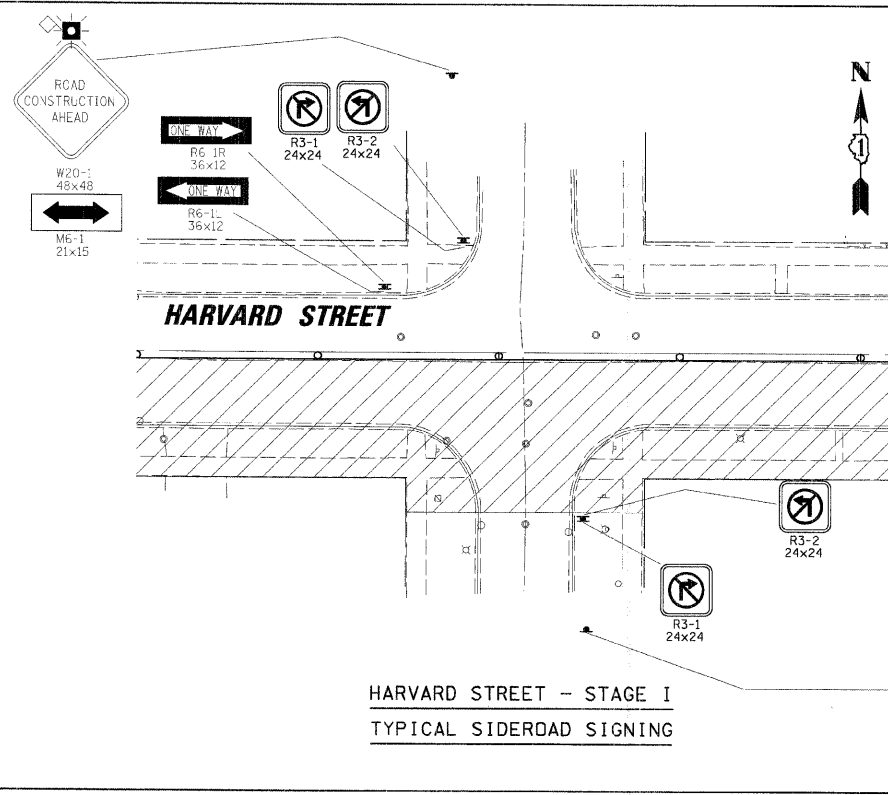 ROAD
CONSTRUCTION
AHEAD
W20-1
48x48
M6-1
21x15
ONE WAY
R6-1R
36x12
ONE WAY
R6-1L
36x12
R3-1
24x24
R3-2
24x24
N
1
HARVARD STREET
R3-2
24x24
R3-1
24x24
HARVARD STREET - STAGE I
TYPICAL SIDEROAD SIGNING